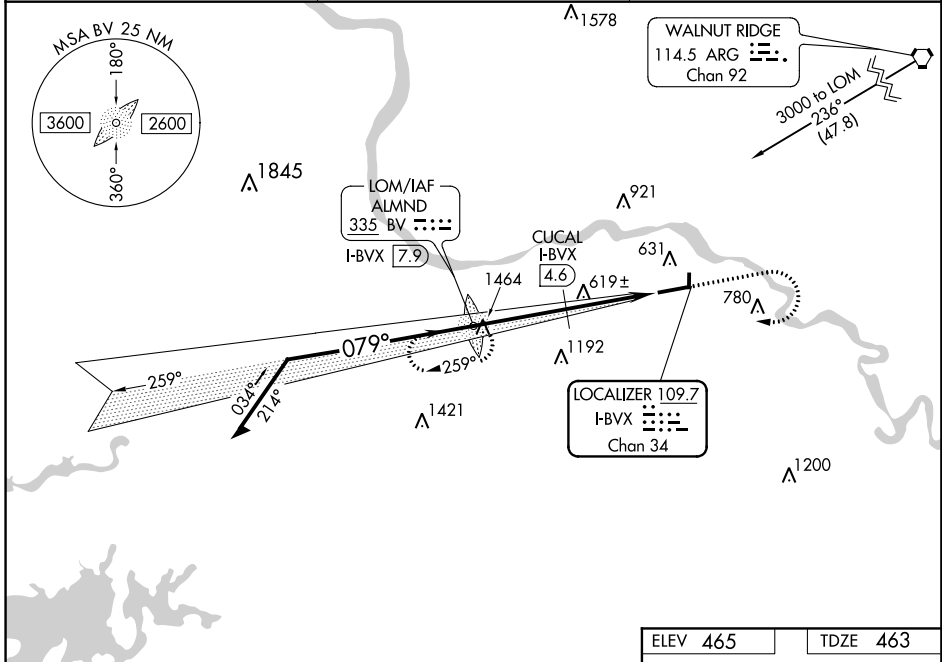 MSA BV 25 NM
180°
3600
2600
360°
1578
WALNUT RIDGE
114.5 ARG
Chan 92
3000 to LOM
236°
(47.8)
1845
LOM/IAF
ALMND
335 BV
I-BVX 7.9
921
CUCAL
I-BVX
4.6
631
1464
619±
780
079°
259°
1192
259°
034°
214°
1421
LOCALIZER 109.7
I-BVX
Chan 34
1200
ELEV 465
TDZE 463